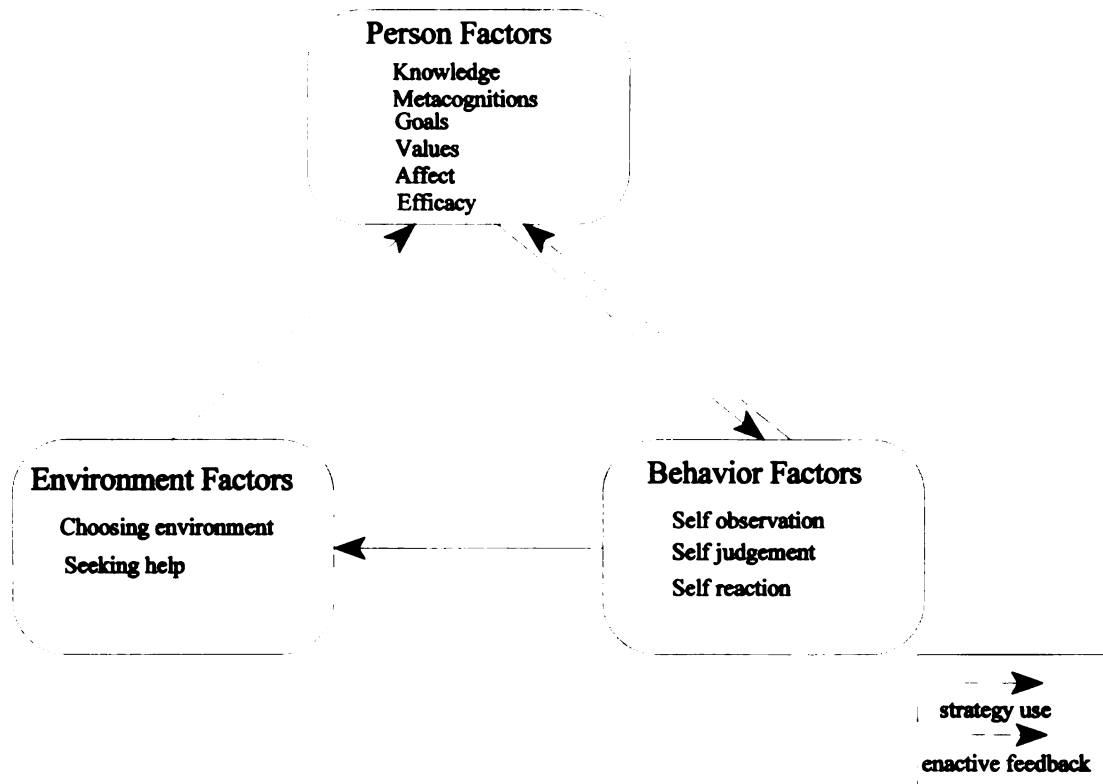 Person Factors
Knowledge
Metacognitions
Goals
Values
Affect
Efficacy
Environment Factors
Choosing environment
Seeking help
Behavior Factors
Self observation
Self judgement
Self reaction
strategy use
enactive feedback